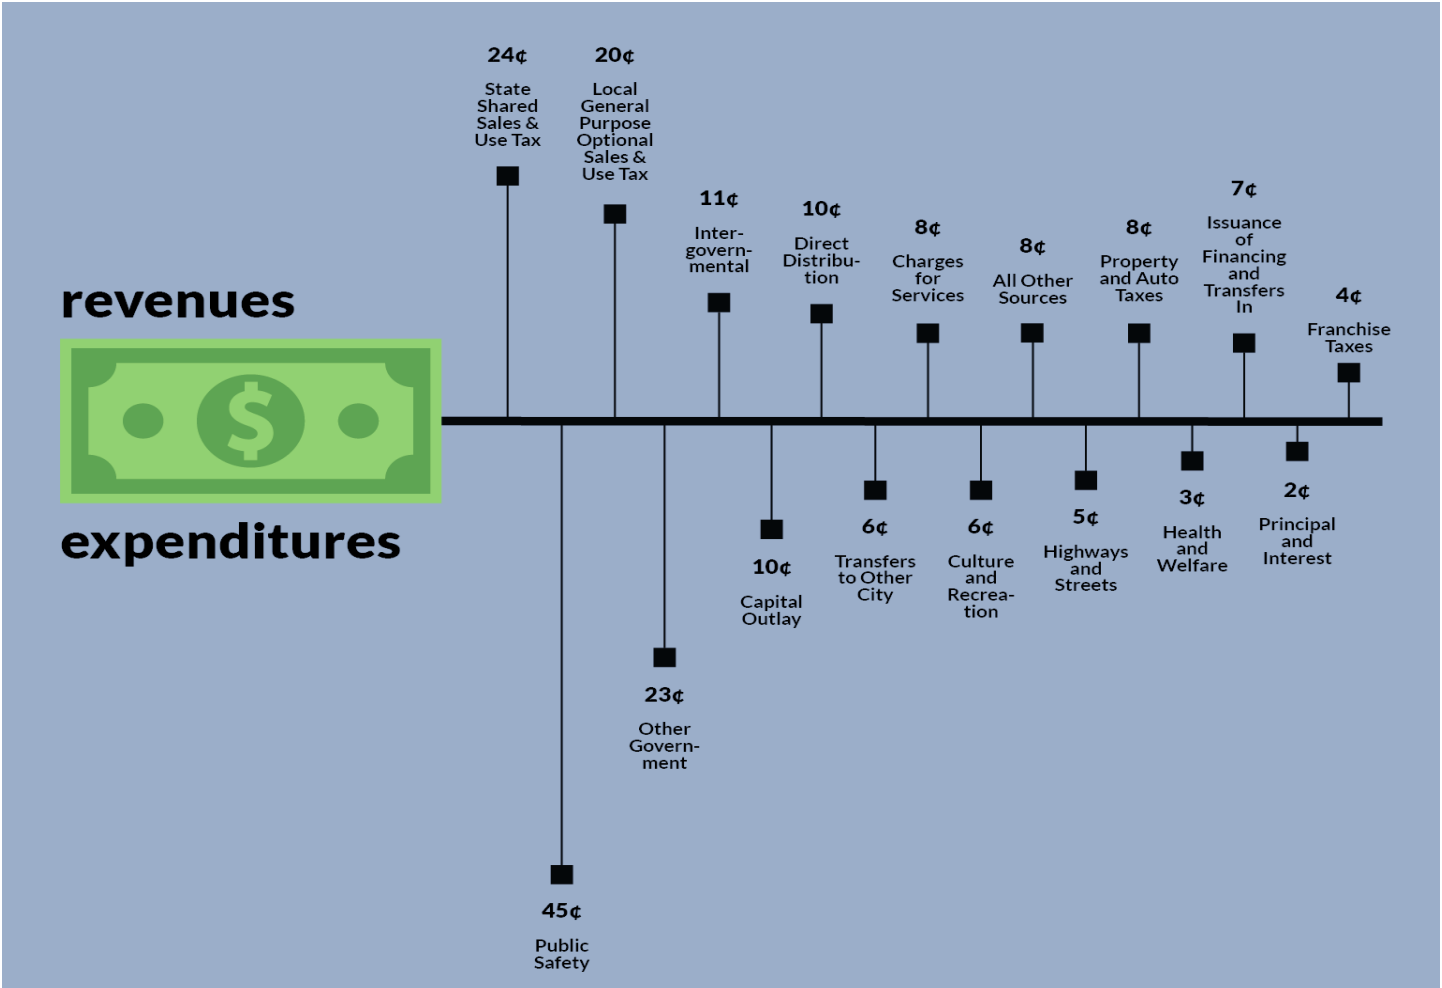 24¢
State
Shared
Sales &
Use Tax
20¢
Local
General
Purpose
Optional
Sales &
Use Tax
11¢
Inter-
govern-
mental
10¢
Direct
Distribu-
tion
8¢
Charges
for
Services
8¢
All Other
Sources
8¢
Property
and Auto
Taxes
7¢
Issuance
of
Financing
and
Transfers
In
4¢
Franchise
Taxes
revenues
$
expenditures
45¢
Public
Safety
23¢
Other
Govern-
ment
10¢
Capital
Outlay
6¢
Transfers
to Other
City
6¢
Culture
and
Recrea-
tion
5¢
Highways
and
Streets
3¢
Health
and
Welfare
2¢
Principal
and
Interest